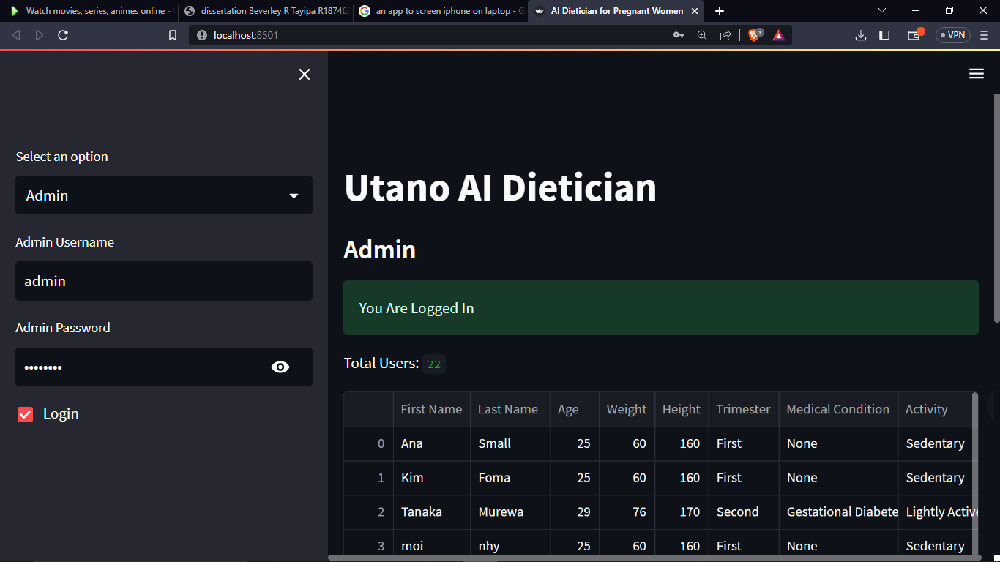 Watch movies, series, animes online -
dissertation Beverley R Tayipa R18746
an app to screen iphone on laptop - G
AI Dietician for Pregnant Women
localhost:8501
1
VPN
Select an option
Admin
Admin Username
admin
Admin Password
••••••••
Login
Utano AI Dietician
Admin
You Are Logged In
Total Users: 22
First Name Last Name Age Weight Height Trimester Medical Condition Activity
0 Ana Small 25 60 160 First None Sedentary
1 Kim Foma 25 60 160 First None Sedentary
2 Tanaka Murewa 29 76 170 Second Gestational Diabete Lightly Active
3 moi nhy 25 60 160 First None Sedentary